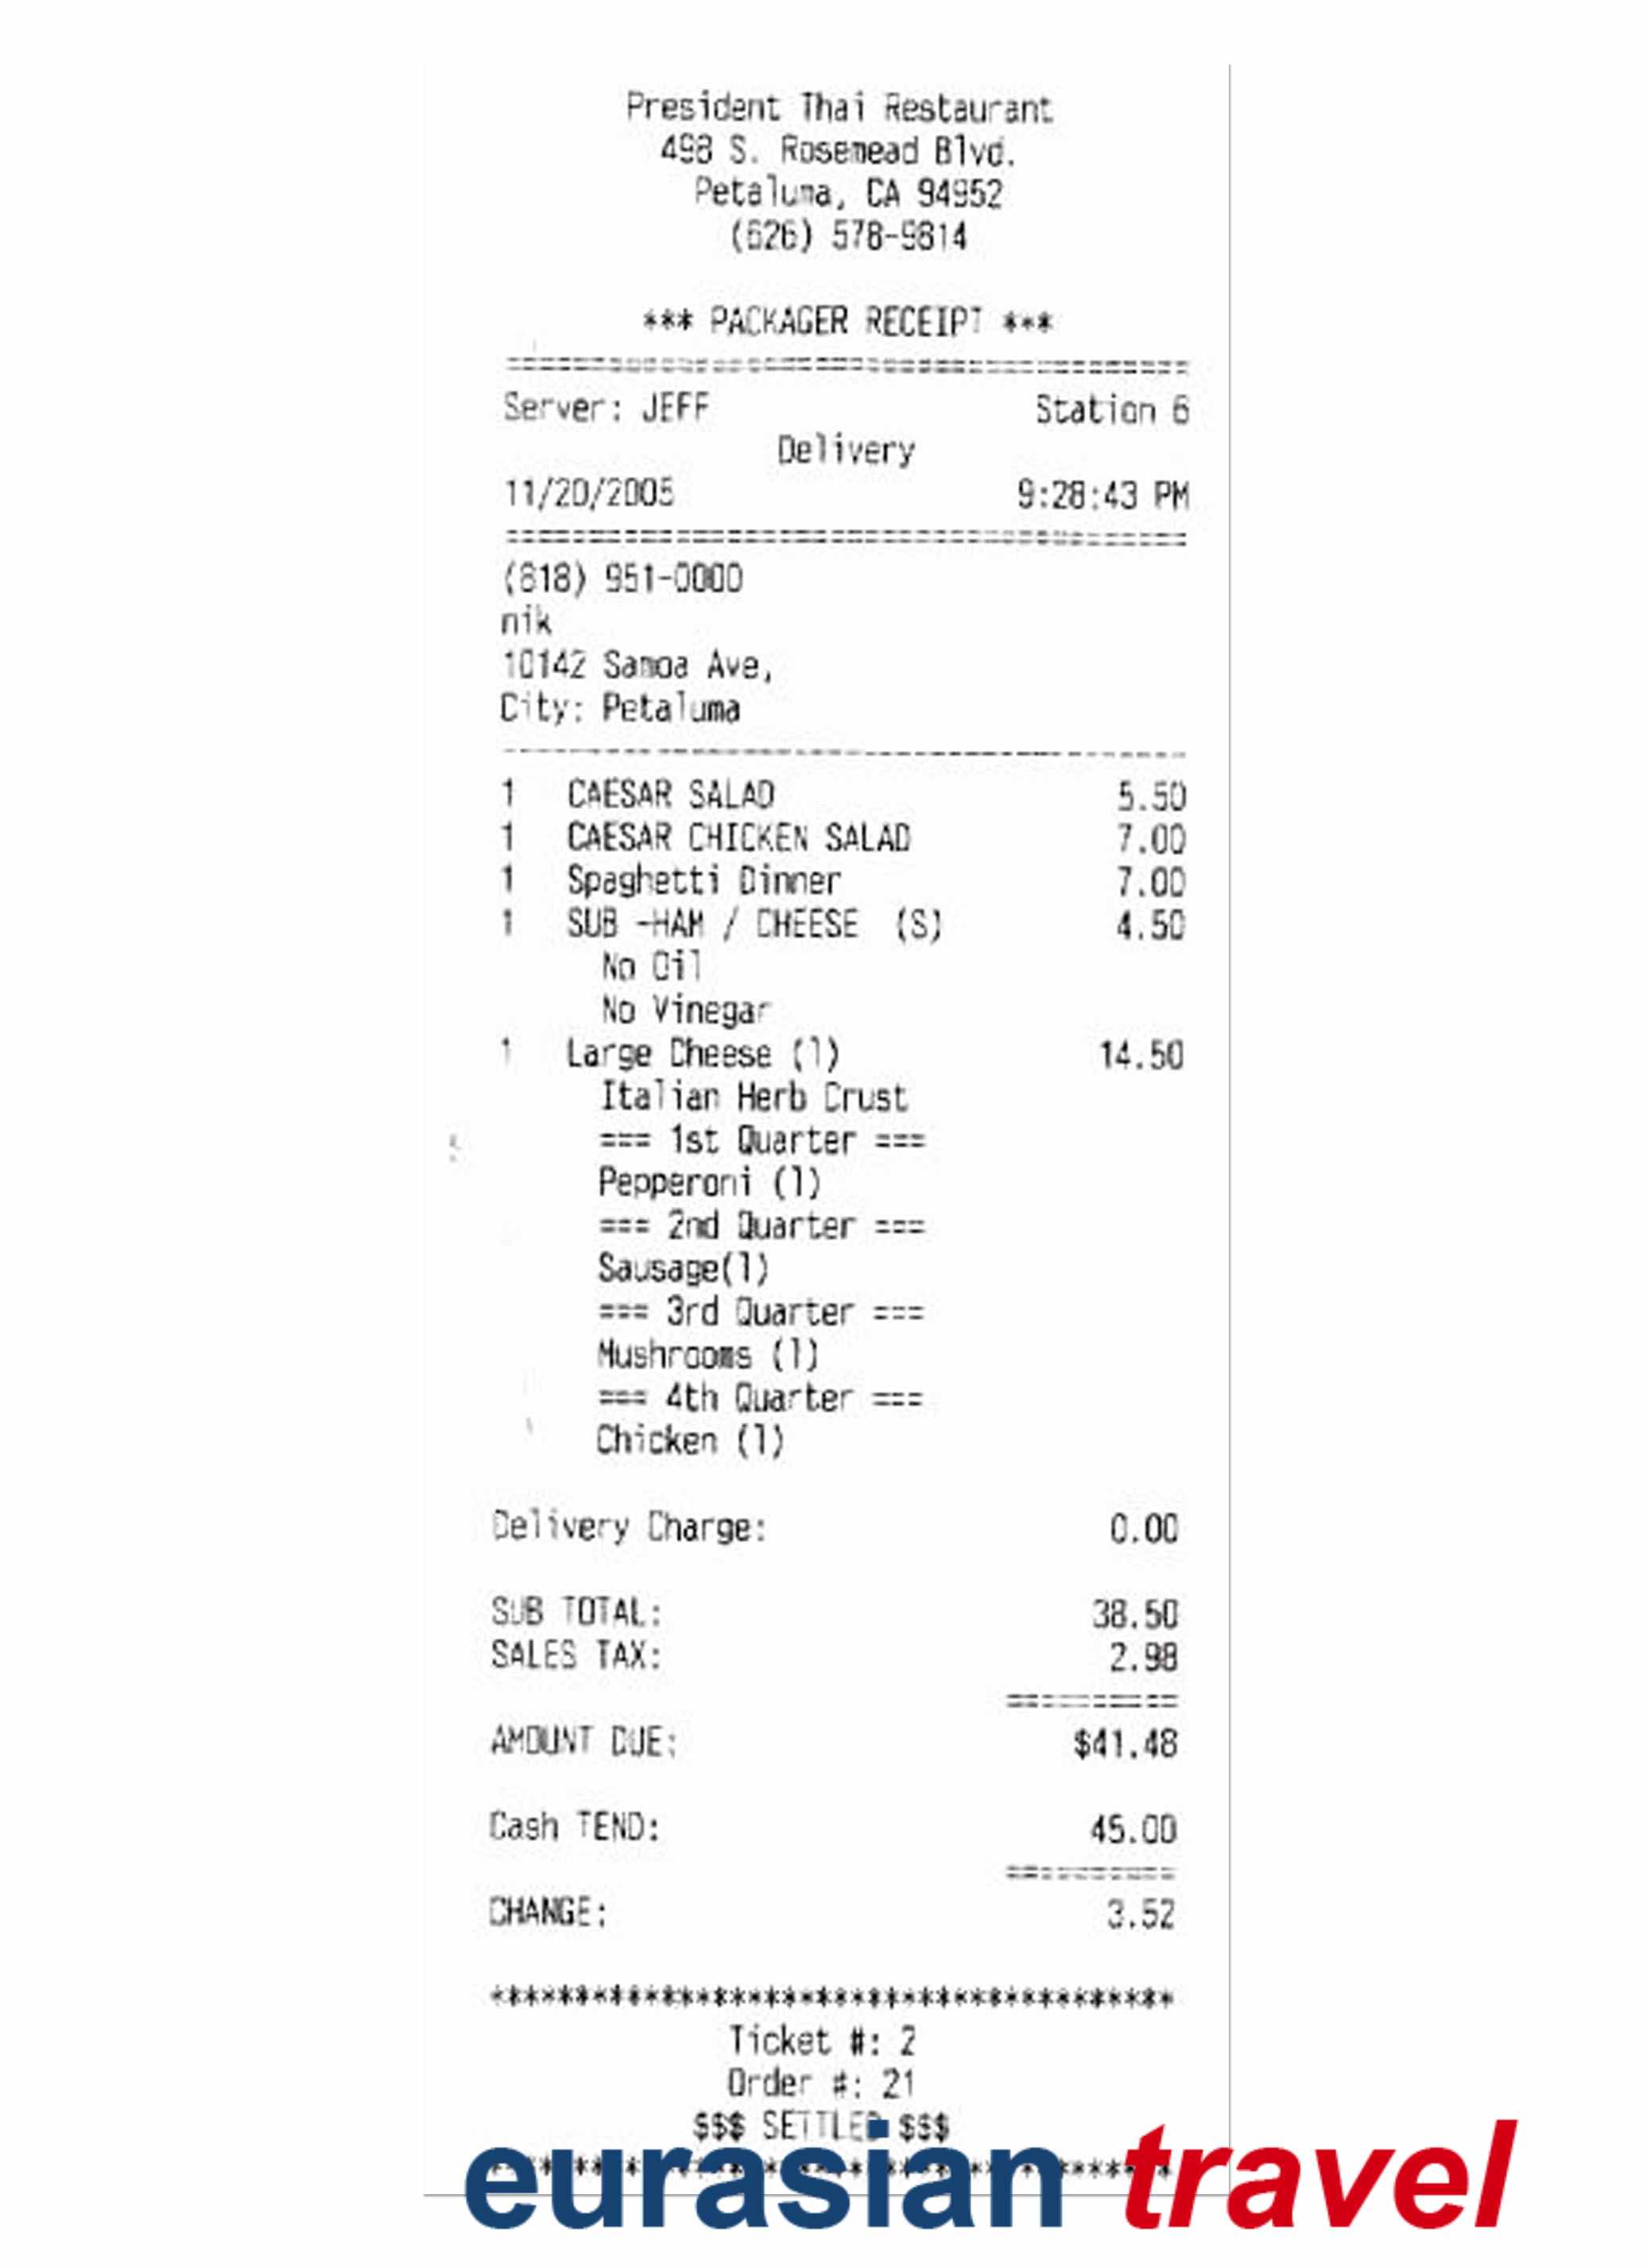 President Thai Restaurant
498 S. Rosemead Blvd.
Petaluma, CA 94952
(626) 578-9814
*** PACKAGER RECEIPT ***
=========================================
Server: JEFF Station 6
Delivery
11/20/2005 9:28:43 PM
=========================================
(818) 951-0000
nik
10142 Samoa Ave,
City: Petaluma
-----------------------------------------
1 CAESAR SALAD 5.50
1 CAESAR CHICKEN SALAD 7.00
1 Spaghetti Dinner 7.00
1 SUB -HAM / CHEESE (S) 4.50
No Oil
No Vinegar
1 Large Cheese (1) 14.50
Italian Herb Crust
=== 1st Quarter ===
Pepperoni (1)
=== 2nd Quarter ===
Sausage(1)
=== 3rd Quarter ===
Mushrooms (1)
=== 4th Quarter ===
Chicken (1)
Delivery Charge: 0.00
SUB TOTAL: 38.50
SALES TAX: 2.98
==========
AMOUNT DUE: $41.48
Cash TEND: 45.00
==========
CHANGE: 3.52
****************************************
Ticket #: 2
Order #: 21
$$$ SETTLED $$$
****************************************
eurasian travel